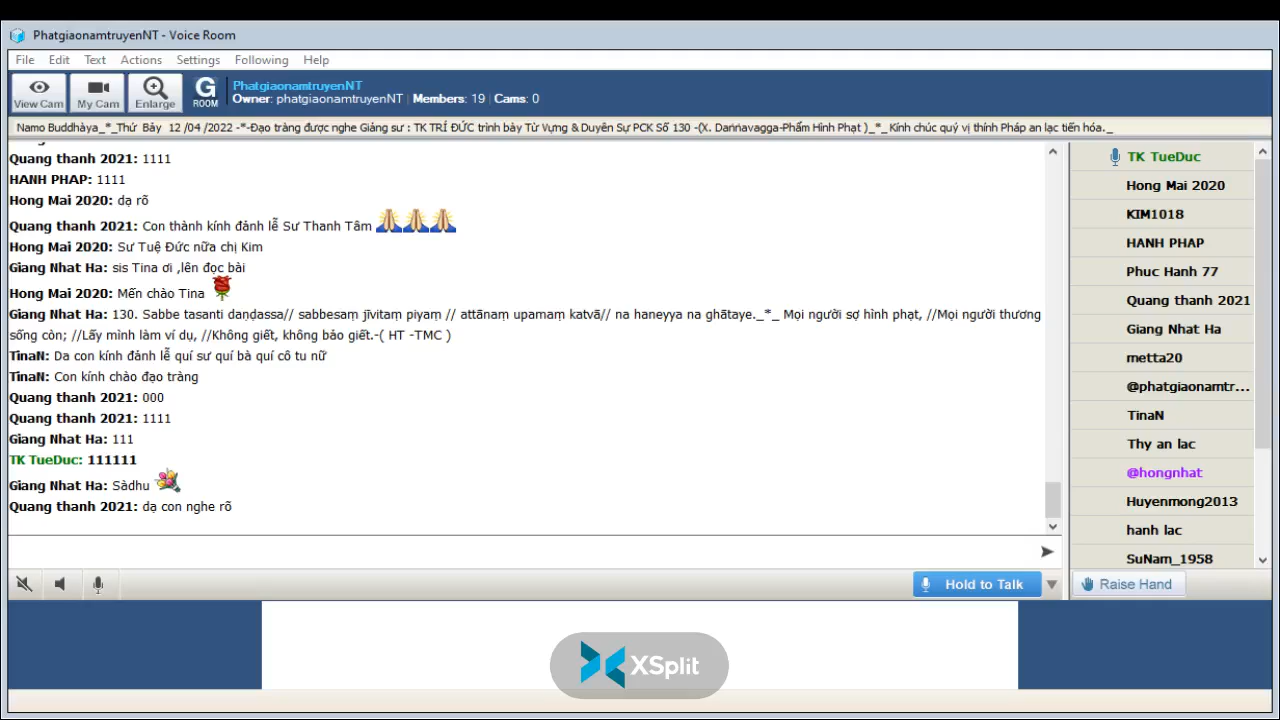 PhatgiaonamtruyenNT - Voice Room
File Edit Text Actions Settings Following Help
View Cam My Cam Enlarge G ROOM
PhatgiaonamtruyenNT
Owner: phatgiaonamtruyenNT | Members: 19 | Cams: 0
Namo Buddhàya_*_Thứ Bảy 12 /04 /2022 -*-Đạo tràng được nghe Giảng sư : TK TRÍ ĐỨC trình bày Từ Vựng & Duyên Sự PCK Số 130 -(X. Daṇḍavagga-Phẩm Hình Phạt )_*_ Kính chúc quý vị thính Pháp an lạc tiến hóa._
Quang thanh 2021: 1111
HANH PHAP: 1111
Hong Mai 2020: dạ rõ
Quang thanh 2021: Con thành kính đảnh lễ Sư Thanh Tâm
Hong Mai 2020: Sư Tuệ Đức nữa chị Kim
Giang Nhat Ha: sis Tina ơi ,lên đọc bài
Hong Mai 2020: Mến chào Tina
Giang Nhat Ha: 130. Sabbe tasanti daṇḍassa// sabbesaṃ jīvitaṃ piyaṃ // attānaṃ upamaṃ katvā// na haneyya na ghātaye._*_ Mọi người sợ hình phạt, //Mọi người thương
sống còn; //Lấy mình làm ví dụ, //Không giết, không bảo giết.-( HT -TMC )
TinaN: Da con kính đảnh lễ quí sư quí bà quí cô tu nữ
TinaN: Con kính chào đạo tràng
Quang thanh 2021: 000
Quang thanh 2021: 1111
Giang Nhat Ha: 111
TK TueDuc: 111111
Giang Nhat Ha: Sàdhu
Quang thanh 2021: dạ con nghe rõ
Hold to Talk
TK TueDuc
Hong Mai 2020
KIM1018
HANH PHAP
Phuc Hanh 77
Quang thanh 2021
Giang Nhat Ha
metta20
@phatgiaonamtr...
TinaN
Thy an lac
@hongnhat
Huyenmong2013
hanh lac
SuNam_1958
Raise Hand
XSplit